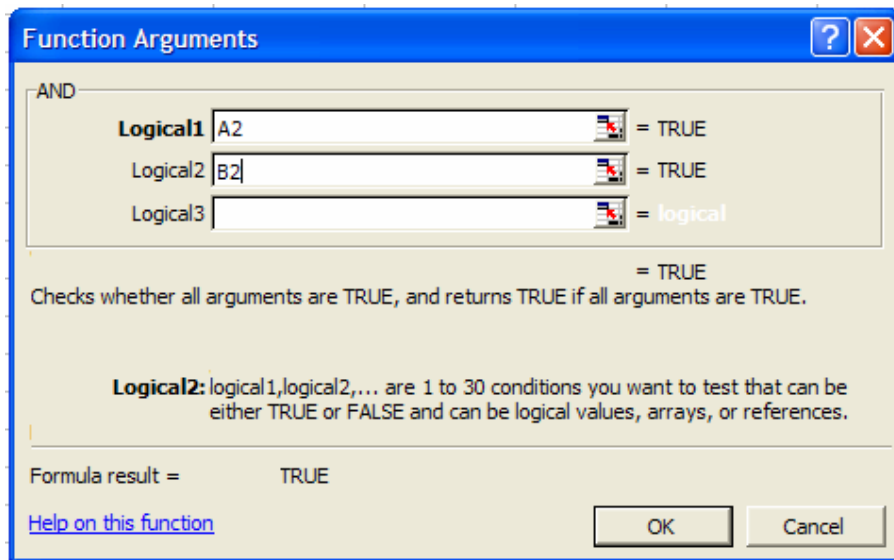 Function Arguments
AND
Logical1 A2 = TRUE
Logical2 B2 = TRUE
Logical3 = logical
= TRUE
Checks whether all arguments are TRUE, and returns TRUE if all arguments are TRUE.
Logical2: logical1,logical2,... are 1 to 30 conditions you want to test that can be
either TRUE or FALSE and can be logical values, arrays, or references.
Formula result = TRUE
Help on this function OK Cancel